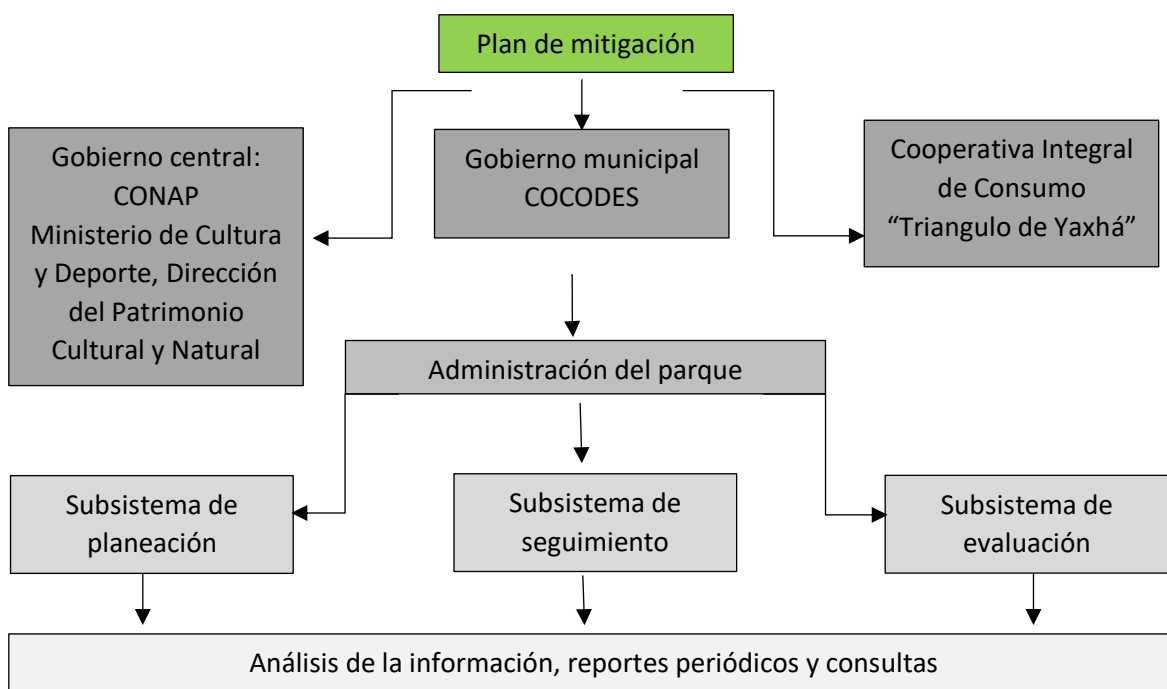 Plan de mitigación
Gobierno central:
CONAP
Ministerio de Cultura
y Deporte, Dirección
del Patrimonio
Cultural y Natural
Gobierno municipal
COCODES
Cooperativa Integral
de Consumo
“Triangulo de Yaxhá”
Administración del parque
Subsistema de
planeación
Subsistema de
seguimiento
Subsistema de
evaluación
Análisis de la información, reportes periódicos y consultas